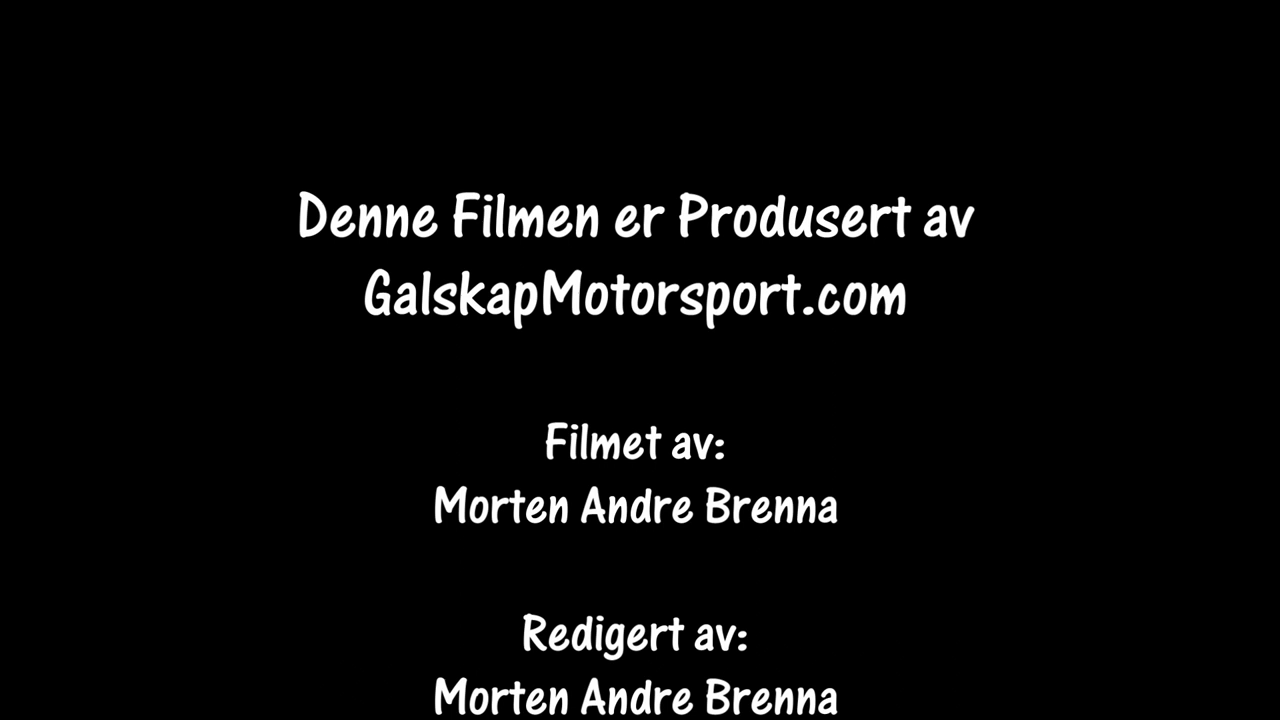 Denne Filmen er Produsert av
GalskapMotorsport.com
Filmet av:
Morten Andre Brenna
Redigert av:
Morten Andre Brenna